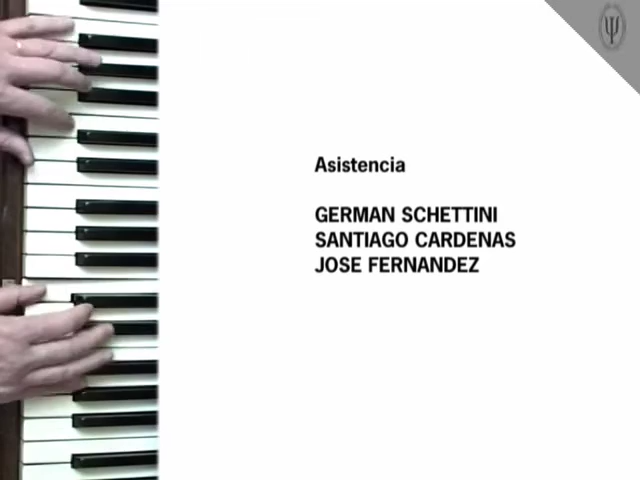 Asistencia
GERMAN SCHETTINI
SANTIAGO CARDENAS
JOSE FERNANDEZ